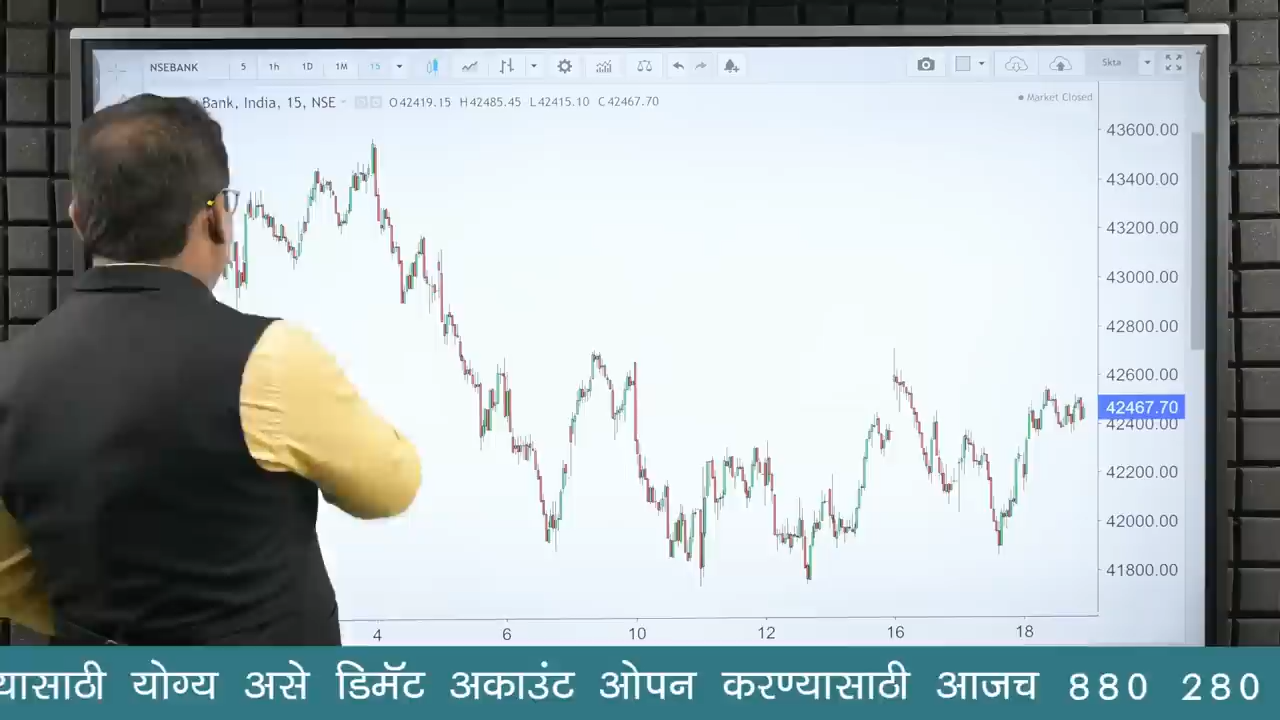 NSEBANK 5 1h 1D 1M 15 5kta
Bank, India, 15, NSE O42419.15 H42485.45 L42415.10 C42467.70
Market Closed
43600.00
43400.00
43200.00
43000.00
42800.00
42600.00
42467.70
42400.00
42200.00
42000.00
41800.00
4 6 10 12 16 18
यासाठी योग्य असे डिमॅट अकाउंट ओपन करण्यासाठी आजच 880 280